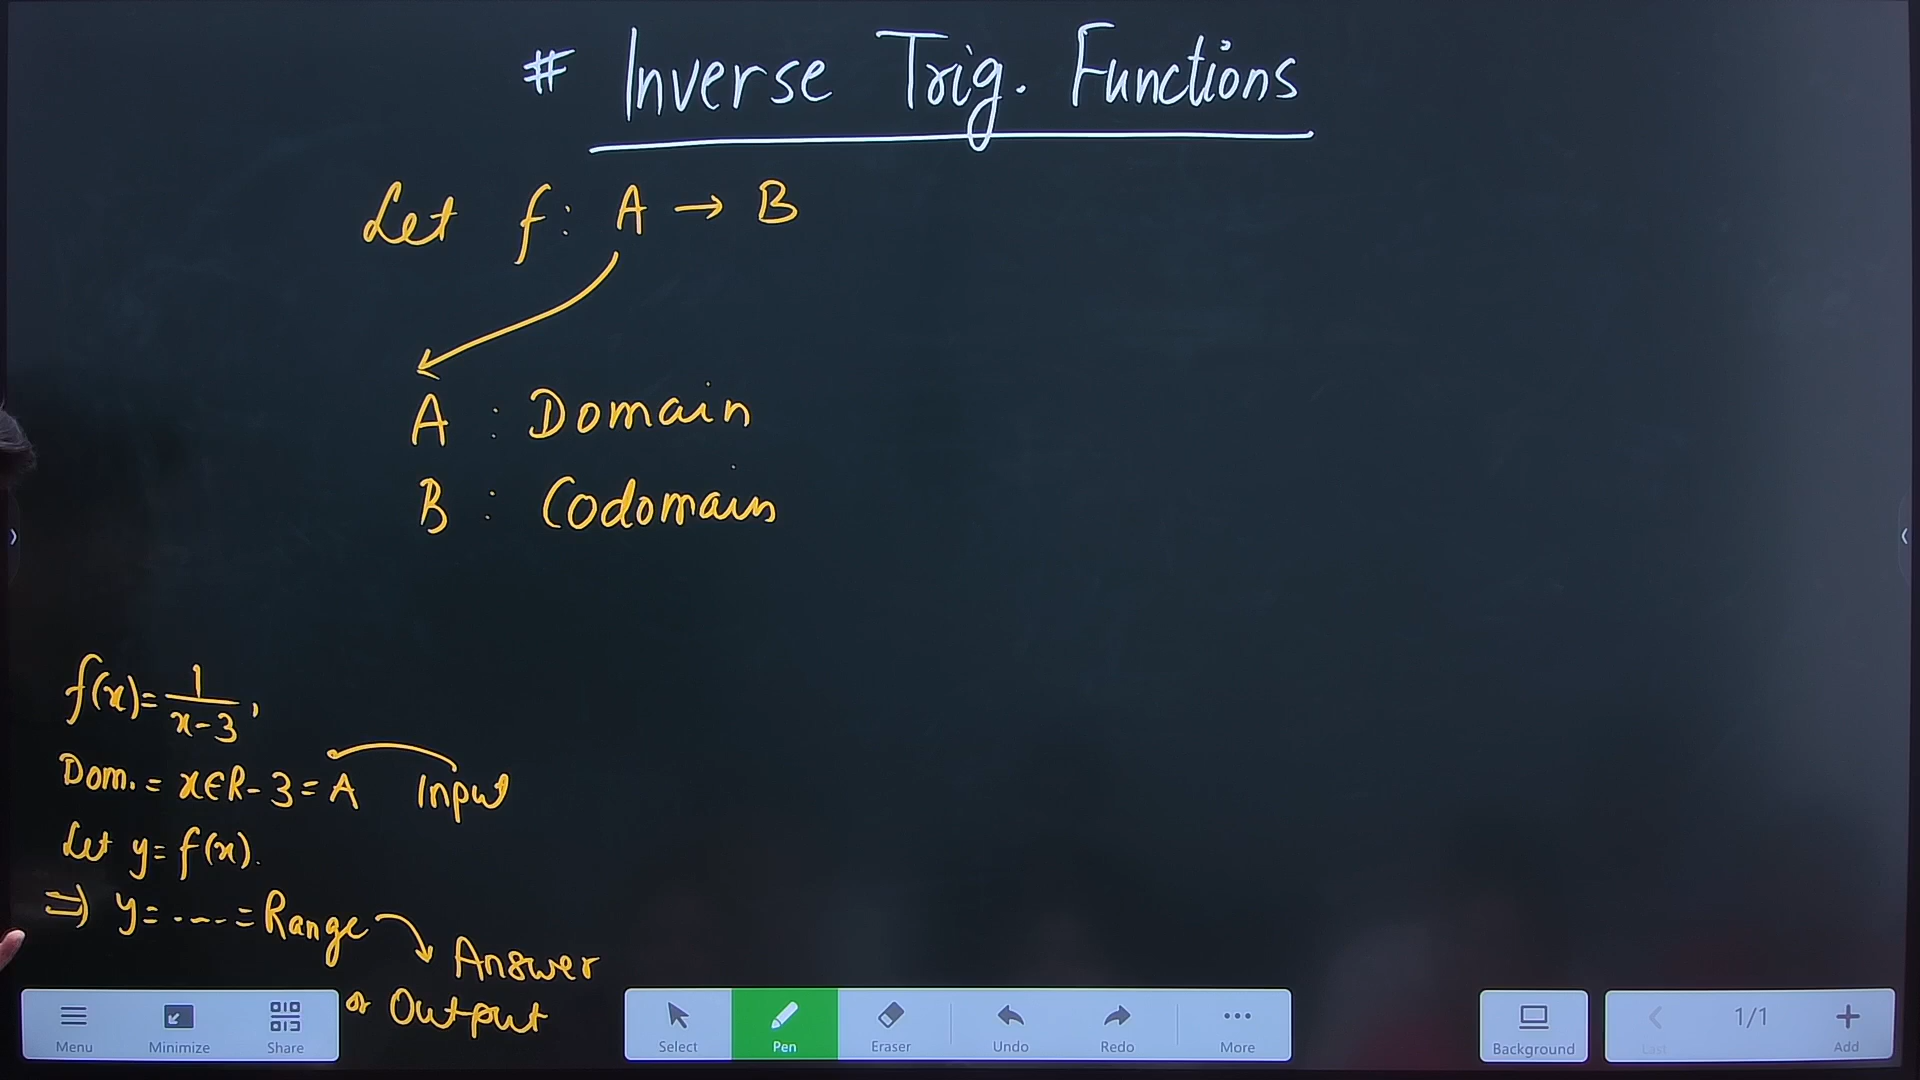 # Inverse Trig. Functions
Let f: A → B
A : Domain
B : Codomain
f(x)=1/(x-3),
Dom. = x∈R-3=A Input
Let y=f(x).
⇒ y=----=Range Answer
or Output
Menu Minimize Share Select Pen Eraser Undo Redo More Background Last 1/1 Add